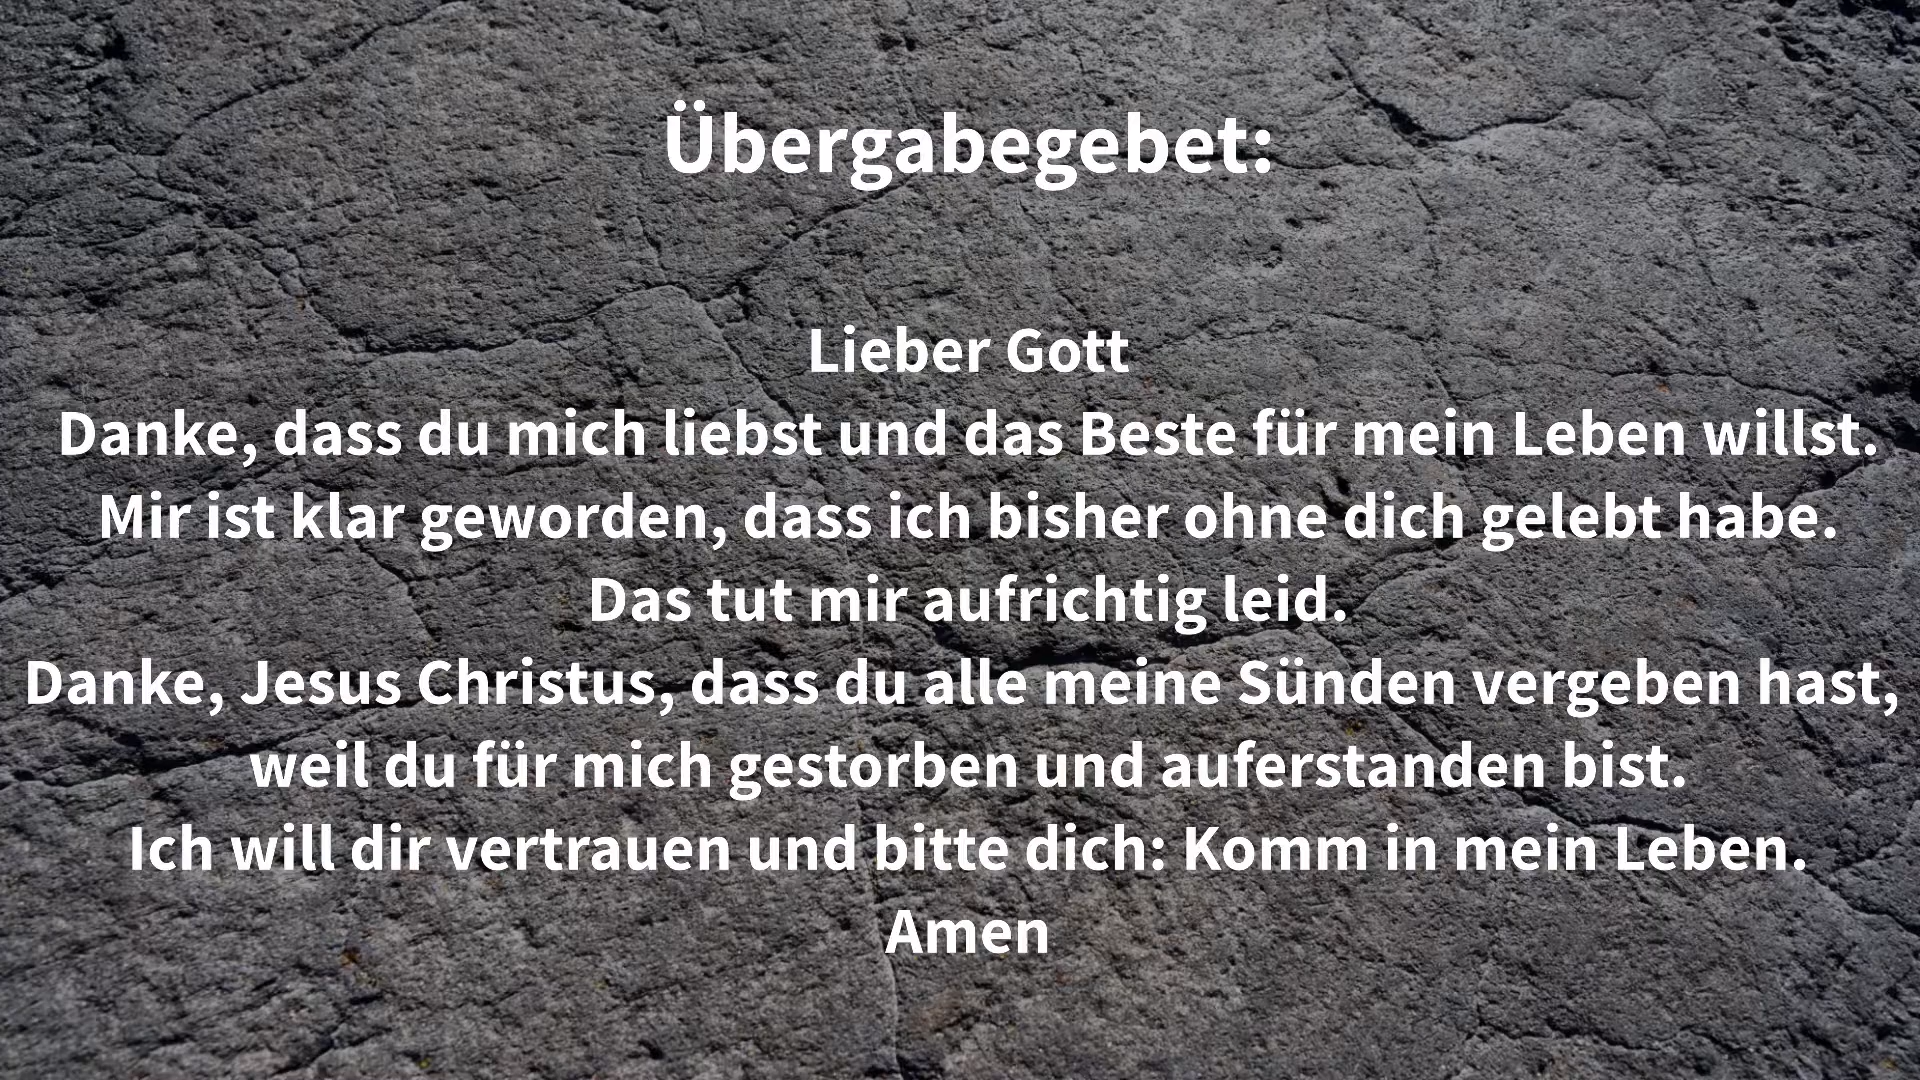 Übergabegebet:
Lieber Gott
Danke, dass du mich liebst und das Beste für mein Leben willst.
Mir ist klar geworden, dass ich bisher ohne dich gelebt habe.
Das tut mir aufrichtig leid.
Danke, Jesus Christus, dass du alle meine Sünden vergeben hast,
weil du für mich gestorben und auferstanden bist.
Ich will dir vertrauen und bitte dich: Komm in mein Leben.
Amen